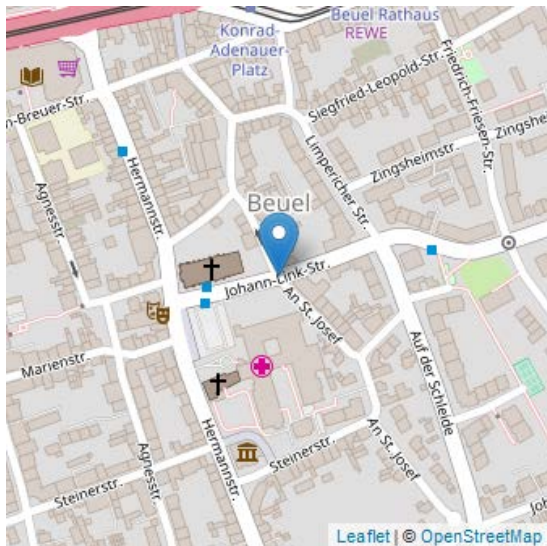 Beuel Rathaus
REWE
Konrad-
Adenauer-
Platz
Siegfried-Leopold-Str.
Friedrich-Friesen-Str.
n-Breuer-Str.
Limpericher Str.
Zingsheimstr.
Zingshei
Hermannstr.
Agnesstr.
Beuel
Johann-Link-Str.
An St. Josef
Marienstr.
Auf der Schleide
Hermannstr.
Agnesstr.
Steinerstr.
An St. Josef
Steinerstr.
Joh
Leaflet | © OpenStreetMap